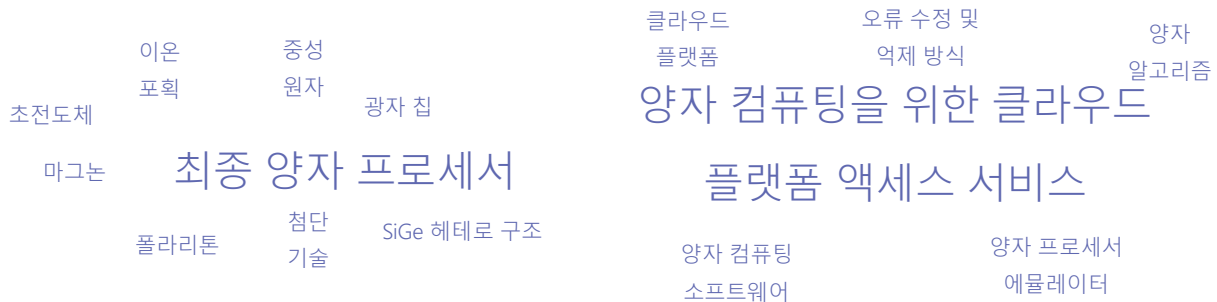 이온
포획
중성
원자
광자 칩
초전도체
마그논
최종 양자 프로세서
폴라리톤
첨단
기술
SiGe 헤테로 구조
클라우드
플랫폼
오류 수정 및
억제 방식
양자
알고리즘
양자 컴퓨팅을 위한 클라우드
플랫폼 액세스 서비스
양자 컴퓨팅
소프트웨어
양자 프로세서
에뮬레이터